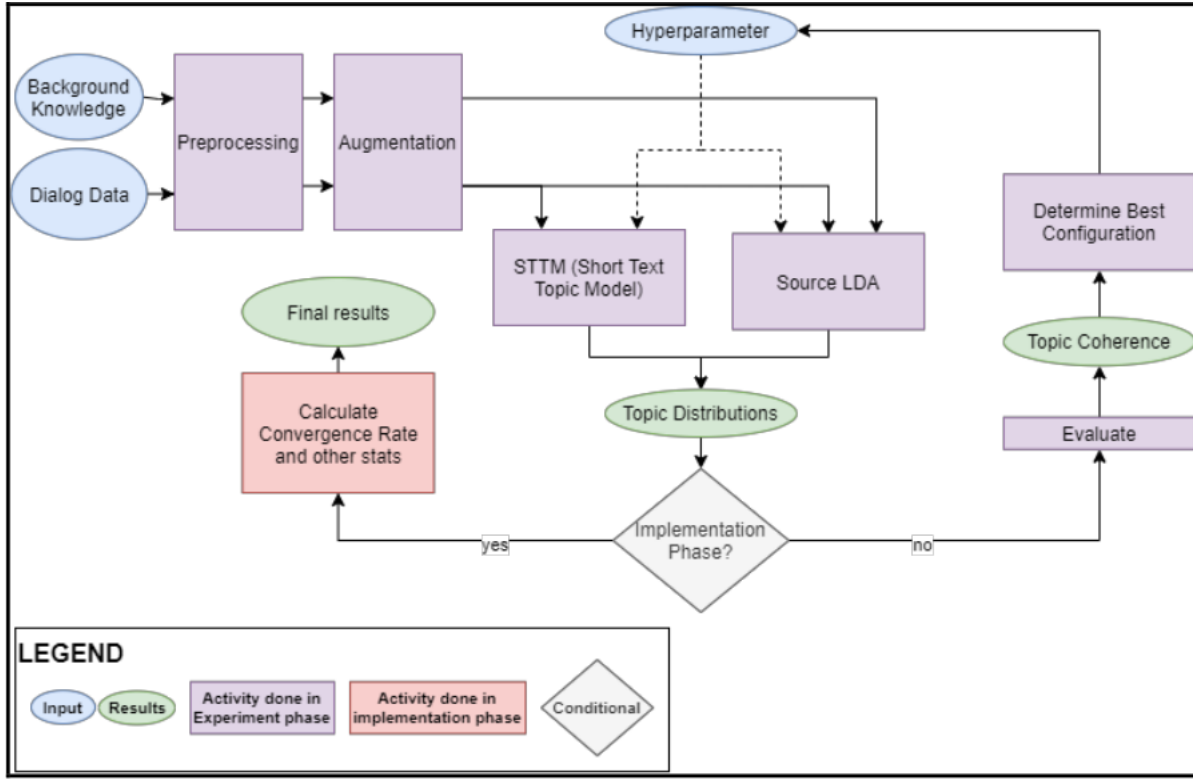 Hyperparameter
Background
Knowledge
Preprocessing
Augmentation
Dialog Data
Determine Best
Configuration
STTM (Short Text
Topic Model)
Source LDA
Final results
Topic Coherence
Calculate
Convergence Rate
and other stats
Topic Distributions
Evaluate
Implementation
Phase?
yes
no
LEGEND
Input
Results
Activity done in
Experiment phase
Activity done in
implementation phase
Conditional